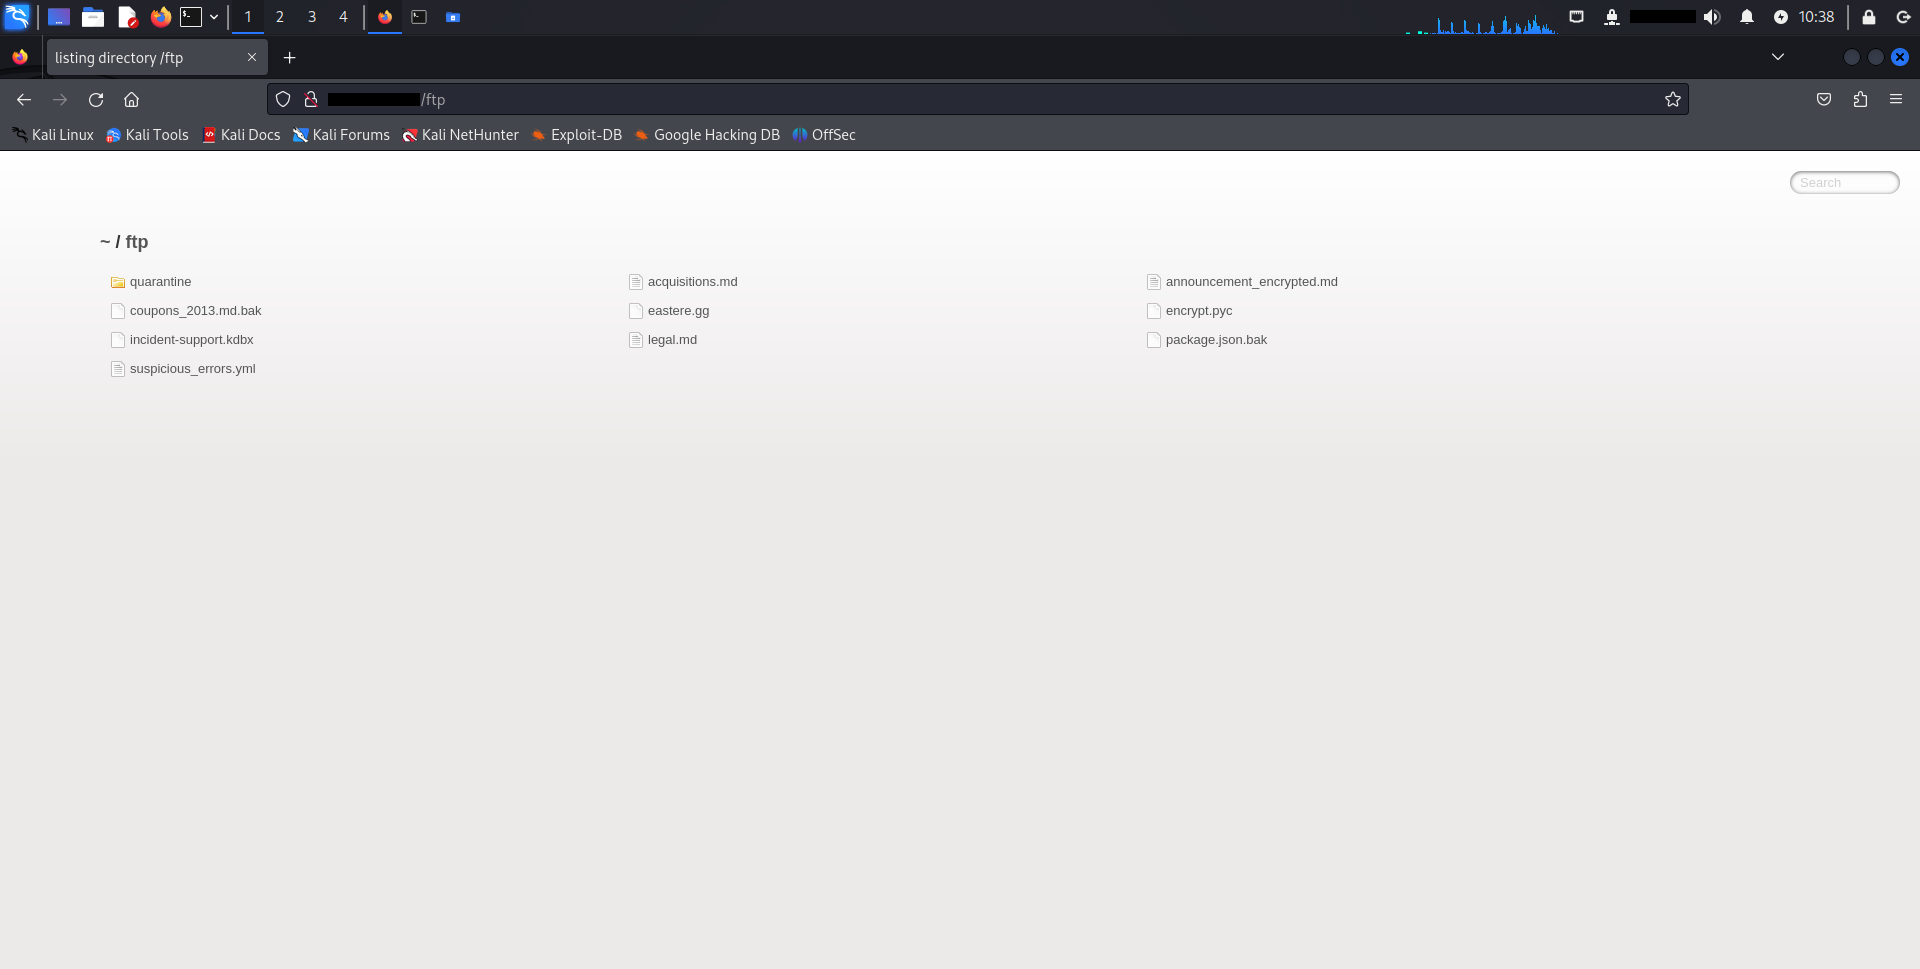 1 2 3 4 10:38
listing directory /ftp
/ftp
Kali Linux Kali Tools Kali Docs Kali Forums Kali NetHunter Exploit-DB Google Hacking DB OffSec
Search
~ / ftp
quarantine acquisitions.md announcement_encrypted.md
coupons_2013.md.bak eastere.gg encrypt.pyc
incident-support.kdbx legal.md package.json.bak
suspicious_errors.yml